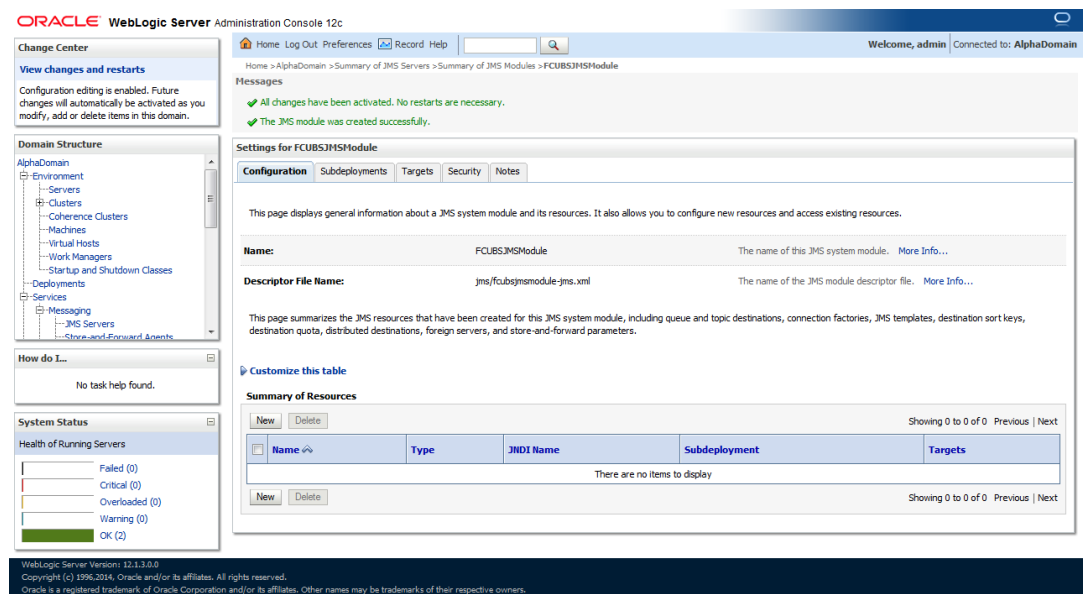 ORACLE WebLogic Server Administration Console 12c
Change Center
View changes and restarts
Configuration editing is enabled. Future
changes will automatically be activated as you
modify, add or delete items in this domain.
Domain Structure
AlphaDomain
Environment
Servers
Clusters
Coherence Clusters
Machines
Virtual Hosts
Work Managers
Startup and Shutdown Classes
Deployments
Services
Messaging
JMS Servers
Store-and-Forward Agents
How do I...
No task help found.
System Status
Health of Running Servers
Failed (0)
Critical (0)
Overloaded (0)
Warning (0)
OK (2)
Home Log Out Preferences Record Help
Welcome, admin Connected to: AlphaDomain
Home >AlphaDomain >Summary of JMS Servers >Summary of JMS Modules >FCUBSJMSModule
Messages
All changes have been activated. No restarts are necessary.
The JMS module was created successfully.
Settings for FCUBSJMSModule
Configuration Subdeployments Targets Security Notes
This page displays general information about a JMS system module and its resources. It also allows you to configure new resources and access existing resources.
Name: FCUBSJMSModule The name of this JMS system module. More Info...
Descriptor File Name: jms/fcubsjmsmodule-jms.xml The name of the JMS module descriptor file. More Info...
This page summarizes the JMS resources that have been created for this JMS system module, including queue and topic destinations, connection factories, JMS templates, destination sort keys,
destination quota, distributed destinations, foreign servers, and store-and-forward parameters.
Customize this table
Summary of Resources
New Delete Showing 0 to 0 of 0 Previous | Next
Name Type JNDI Name Subdeployment Targets
There are no items to display
New Delete Showing 0 to 0 of 0 Previous | Next
WebLogic Server Version: 12.1.3.0.0
Copyright (c) 1996,2014, Oracle and/or its affiliates. All rights reserved.
Oracle is a registered trademark of Oracle Corporation and/or its affiliates. Other names may be trademarks of their respective owners.